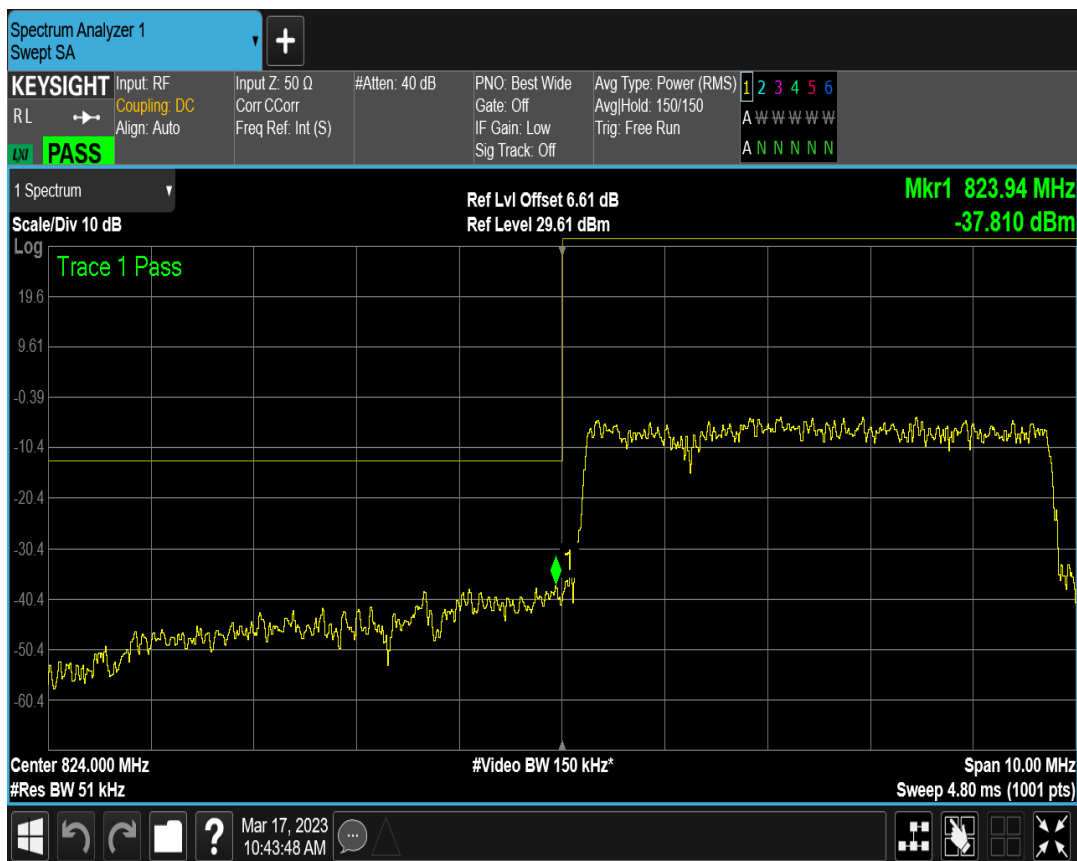 Spectrum Analyzer 1
Swept SA
+
KEYSIGHT
RL
LXI PASS
Input: RF
Coupling: DC
Align: Auto
Input Z: 50 Ω
Corr CCorr
Freq Ref: Int (S)
#Atten: 40 dB
PNO: Best Wide
Gate: Off
IF Gain: Low
Sig Track: Off
Avg Type: Power (RMS)
Avg|Hold: 150/150
Trig: Free Run
1 2 3 4 5 6
A W W W W W
A N N N N N
1 Spectrum
Scale/Div 10 dB
Ref Lvl Offset 6.61 dB
Ref Level 29.61 dBm
Mkr1 823.94 MHz
-37.810 dBm
Log
Trace 1 Pass
19.6
9.61
-0.39
-10.4
-20.4
-30.4
-40.4
-50.4
-60.4
1
Center 824.000 MHz
#Res BW 51 kHz
#Video BW 150 kHz*
Span 10.00 MHz
Sweep 4.80 ms (1001 pts)
?
Mar 17, 2023
10:43:48 AM